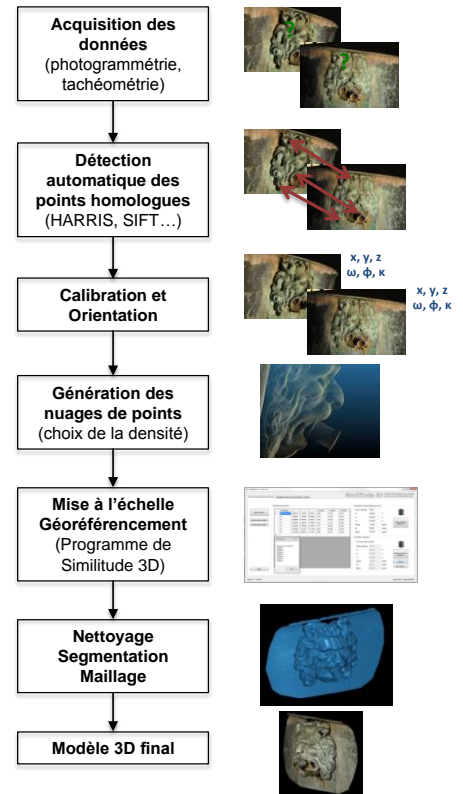 Acquisition des
données
(photogrammétrie,
tachéométrie)
?
?
Détection
automatique des
points homologues
(HARRIS, SIFT…)
Calibration et
Orientation
x, y, z
ω, ϕ, κ
x, y, z
ω, ϕ, κ
Génération des
nuages de points
(choix de la densité)
Mise à l’échelle
Géoréférencement
(Programme de
Similitude 3D)
Nettoyage
Segmentation
Maillage
Modèle 3D final